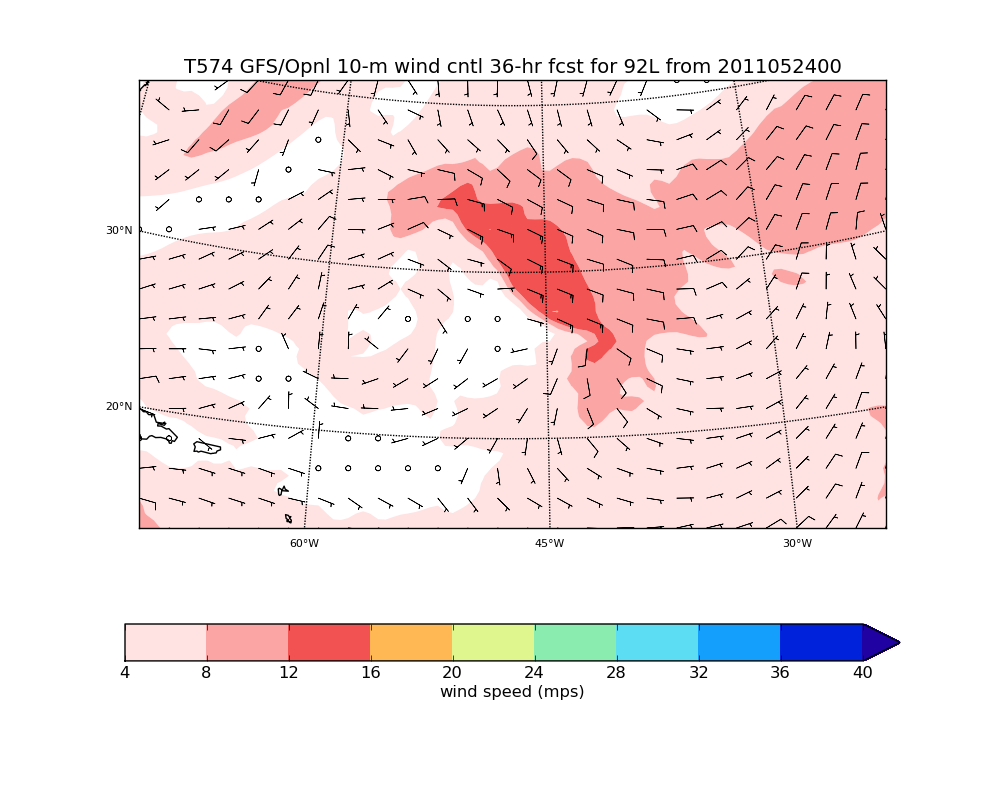 T574 GFS/Opnl 10-m wind cntl 36-hr fcst for 92L from 2011052400
30°N
20°N
60°W 45°W 30°W
4 8 12 16 20 24 28 32 36 40
wind speed (mps)